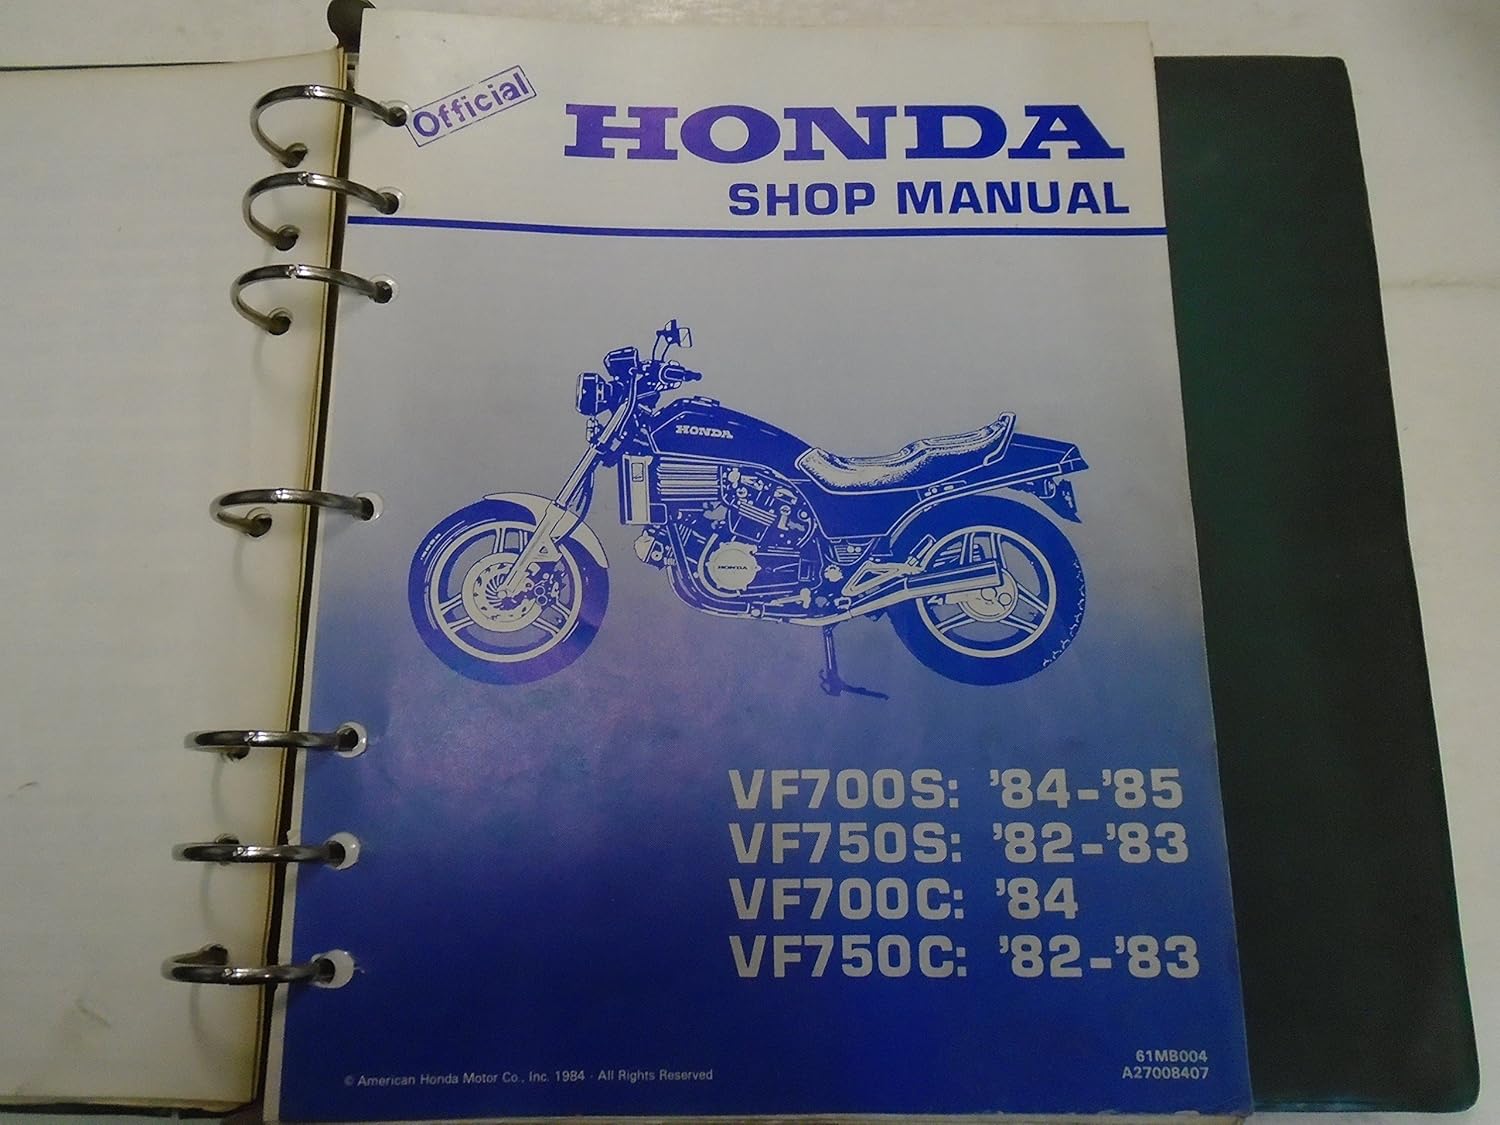 Official
HONDA
SHOP MANUAL
HONDA
HONDA
VF700S: '84-'85
VF750S: '82-'83
VF700C: '84
VF750C: '82-'83
61MB004
© American Honda Motor Co., Inc. 1984 · All Rights Reserved
A27008407